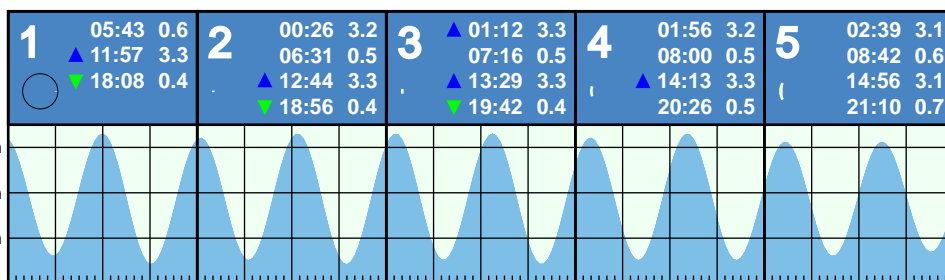 1
05:43 0.6
▲ 11:57 3.3
▼ 18:08 0.4
2
00:26 3.2
06:31 0.5
▲ 12:44 3.3
▼ 18:56 0.4
3
▲ 01:12 3.3
07:16 0.5
▲ 13:29 3.3
▼ 19:42 0.4
4
01:56 3.2
08:00 0.5
▲ 14:13 3.3
20:26 0.5
5
02:39 3.1
08:42 0.6
14:56 3.1
21:10 0.7